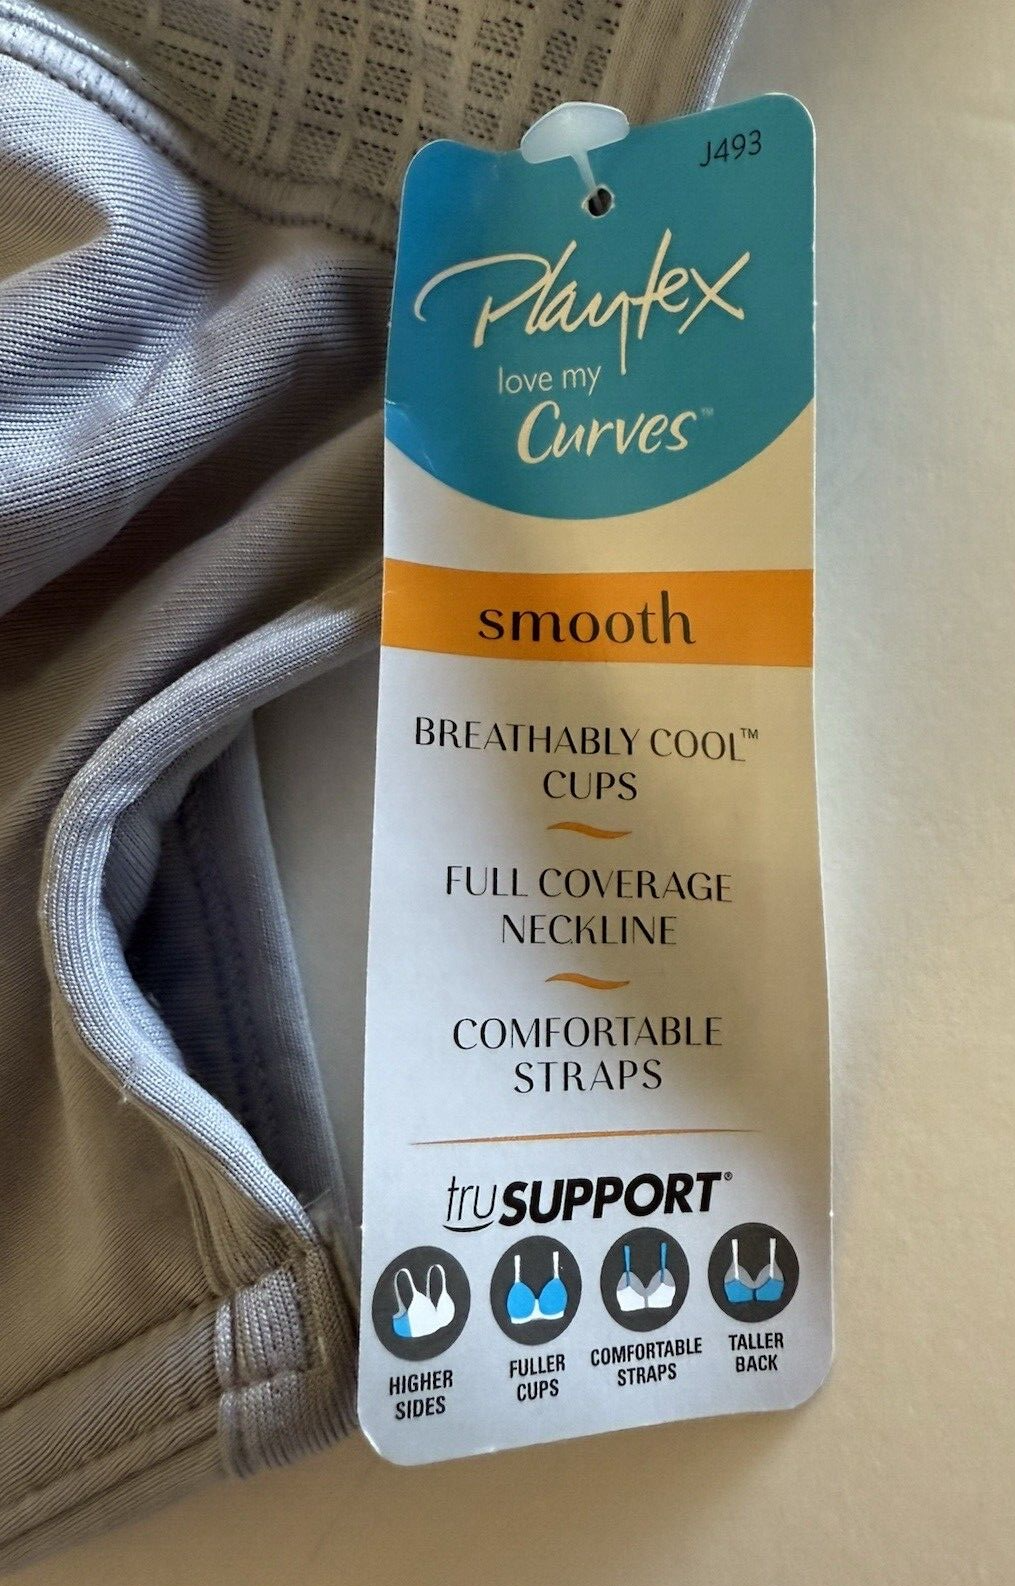 J493
Playtex
love my
Curves™
smooth
BREATHABLY COOL™
CUPS
FULL COVERAGE
NECKLINE
COMFORTABLE
STRAPS
truSUPPORT®
HIGHER
SIDES
FULLER
CUPS
COMFORTABLE
STRAPS
TALLER
BACK